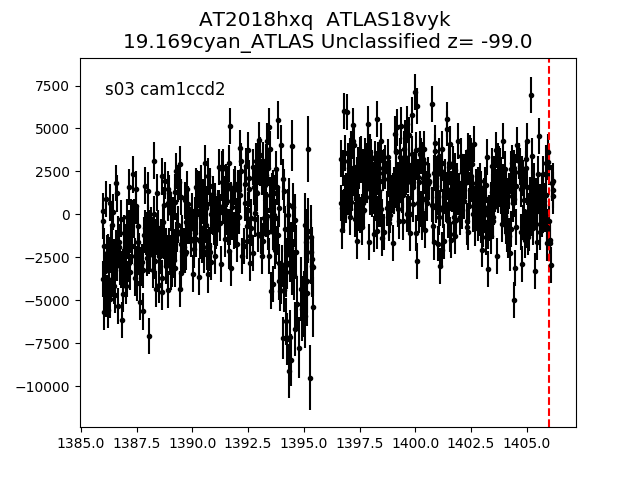 AT2018hxq  ATLAS18vyk
19.169cyan_ATLAS Unclassified z= -99.0
s03 cam1ccd2
7500
5000
2500
0
−2500
−5000
−7500
−10000
1385.0 1387.5 1390.0 1392.5 1395.0 1397.5 1400.0 1402.5 1405.0